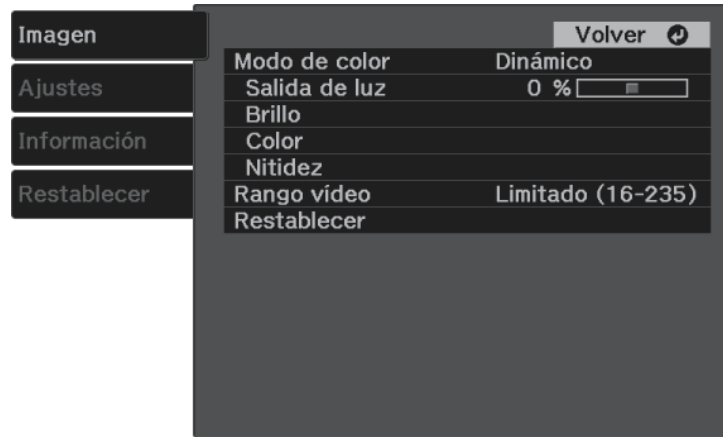 Imagen
Ajustes
Información
Restablecer
Volver
Modo de color Dinámico
Salida de luz 0 %
Brillo
Color
Nitidez
Rango vídeo Limitado (16-235)
Restablecer